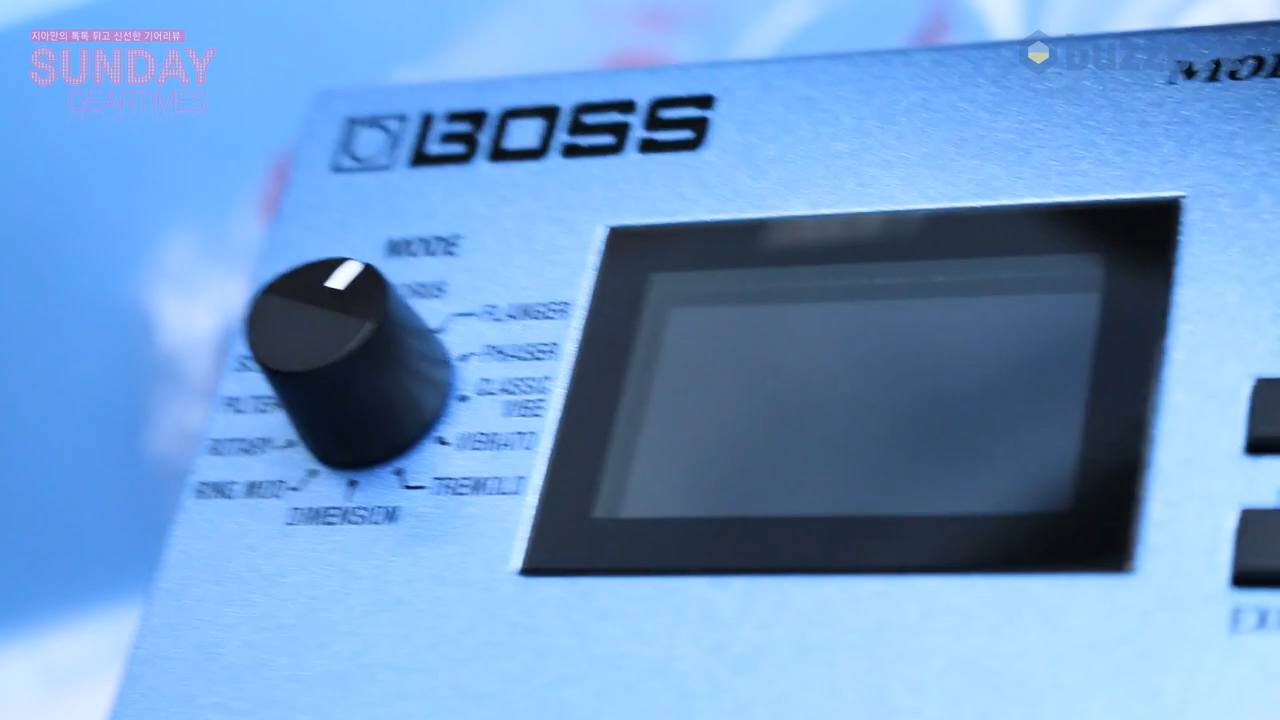 지아만의 톡톡 튀고 신선한 기어리뷰
SUNDAY
GEARTIMES
BOSS
MODE
FLANGER
PHASER
CLASSIC
VIBE
VIBRATO
TREMOLO
DIMENSION
RING MOD
ROTARY